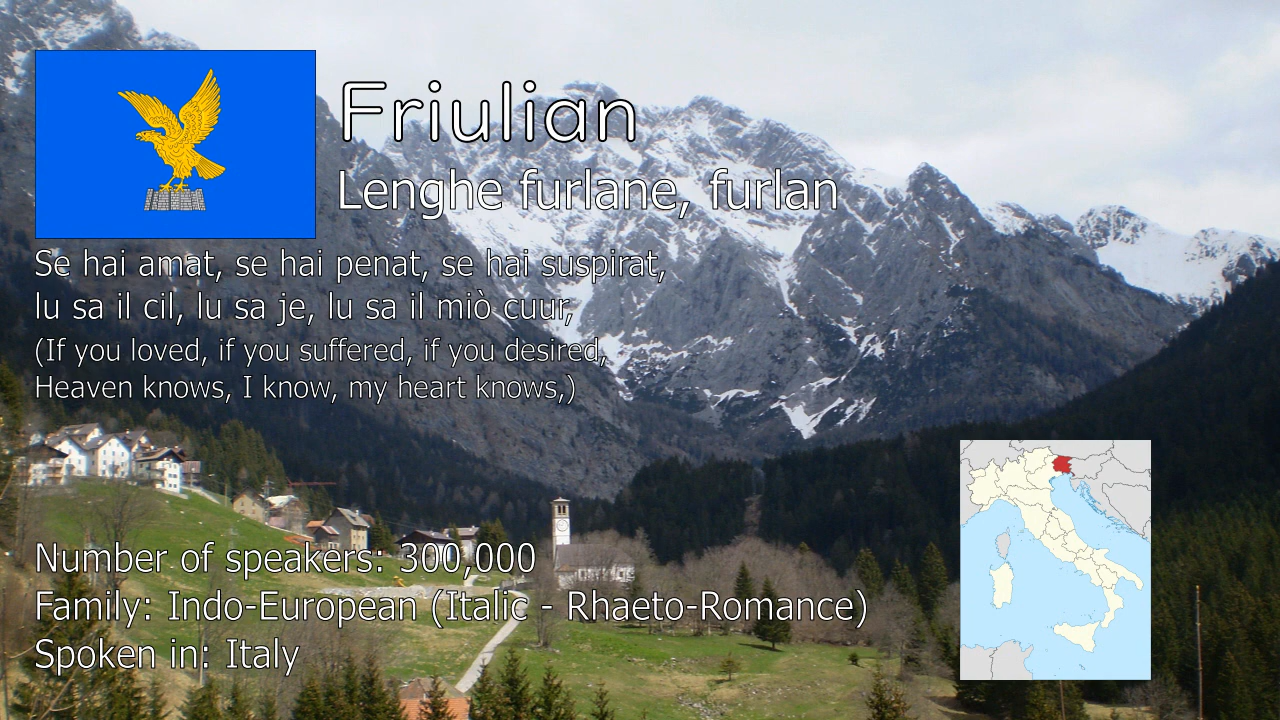 Friulian
Lenghe furlane, furlan
Se hai amat, se hai penat, se hai suspirat,
lu sa il cil, lu sa je, lu sa il miò cuur,
(If you loved, if you suffered, if you desired,
Heaven knows, I know, my heart knows,)
Number of speakers: 300,000
Family: Indo-European (Italic - Rhaeto-Romance)
Spoken in: Italy